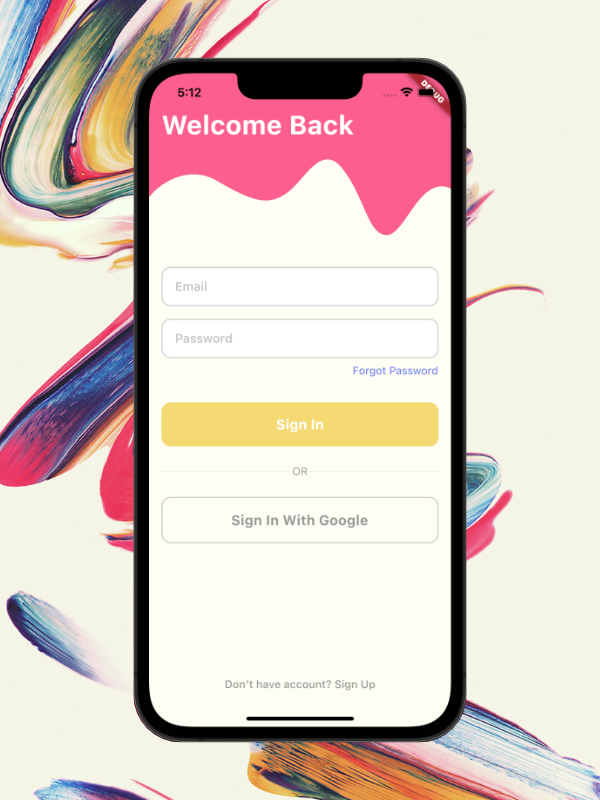 5:12
DEBUG
Welcome Back
Email
Password
Forgot Password
Sign In
OR
Sign In With Google
Don't have account? Sign Up